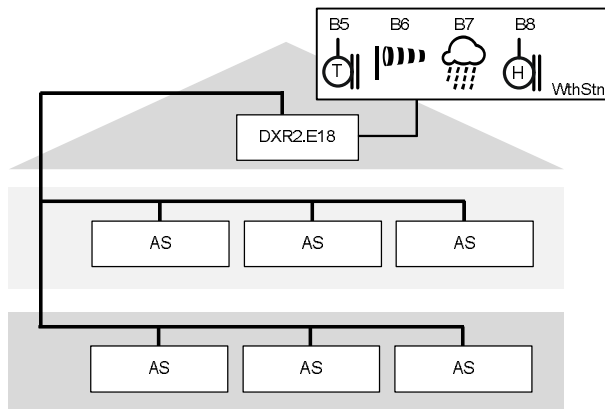 B5 B6 B7 B8
T H
WthStn
DXR2.E18
AS AS AS
AS AS AS